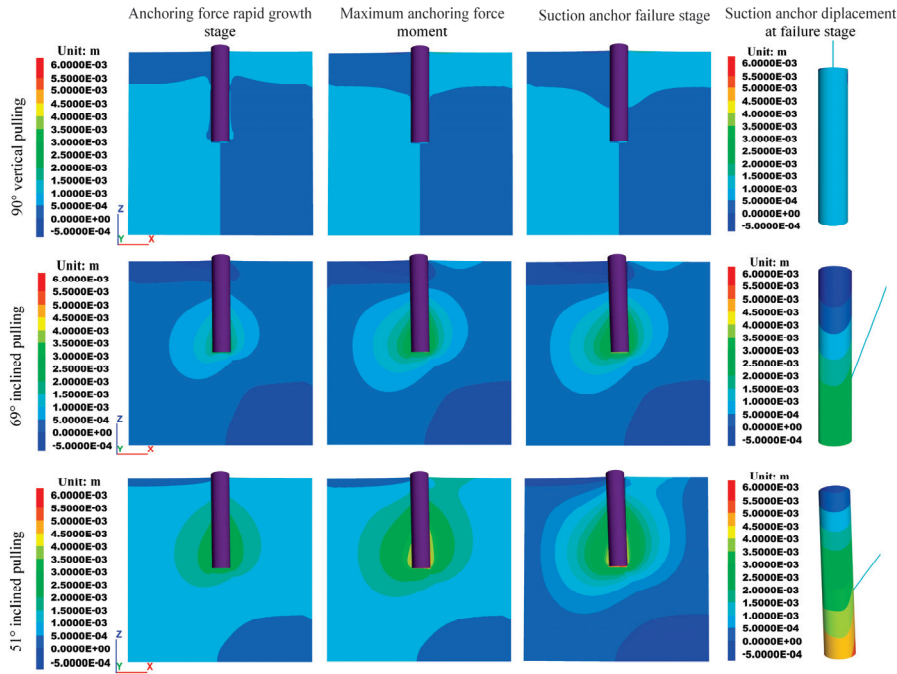 Anchoring force rapid growth
stage
Maximum anchoring force
moment
Suction anchor failure stage
Suction anchor diplacement
at failure stage
90° vertical pulling
Unit: m
6.0000E-03
5.5000E-03
5.0000E-03
4.5000E-03
4.0000E-03
3.5000E-03
3.0000E-03
2.5000E-03
2.0000E-03
1.5000E-03
1.0000E-03
5.0000E-04
0.0000E+00
-5.0000E-04
Z
Y
X
Unit: m
6.0000E-03
5.5000E-03
5.0000E-03
4.5000E-03
4.0000E-03
3.5000E-03
3.0000E-03
2.5000E-03
2.0000E-03
1.5000E-03
1.0000E-03
5.0000E-04
0.0000E+00
-5.0000E-04
69° inclined pulling
Unit: m
6.0000E-03
5.5000E-03
5.0000E-03
4.5000E-03
4.0000E-03
3.5000E-03
3.0000E-03
2.5000E-03
2.0000E-03
1.5000E-03
1.0000E-03
5.0000E-04
0.0000E+00
-5.0000E-04
Z
Y
X
Unit: m
6.0000E-03
5.5000E-03
5.0000E-03
4.5000E-03
4.0000E-03
3.5000E-03
3.0000E-03
2.5000E-03
2.0000E-03
1.5000E-03
1.0000E-03
5.0000E-04
0.0000E+00
-5.0000E-04
51° inclined pulling
Unit: m
6.0000E-03
5.5000E-03
5.0000E-03
4.5000E-03
4.0000E-03
3.5000E-03
3.0000E-03
2.5000E-03
2.0000E-03
1.5000E-03
1.0000E-03
5.0000E-04
0.0000E+00
-5.0000E-04
Z
Y
X
Unit: m
6.0000E-03
5.5000E-03
5.0000E-03
4.5000E-03
4.0000E-03
3.5000E-03
3.0000E-03
2.5000E-03
2.0000E-03
1.5000E-03
1.0000E-03
5.0000E-04
0.0000E+00
-5.0000E-04